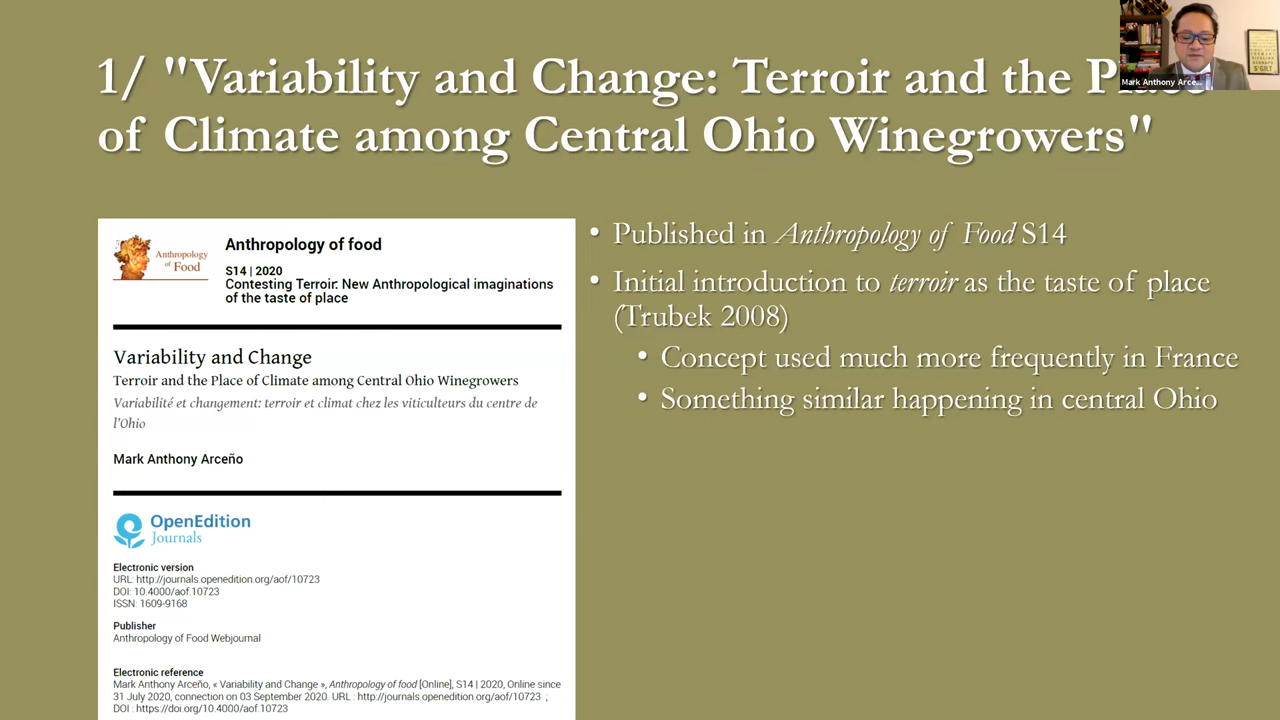 1/ "Variability and Change: Terroir and the Place
of Climate among Central Ohio Winegrowers"
Mark Anthony Arce...
Anthropology
of Food
Anthropology of food
S14 | 2020
Contesting Terroir: New Anthropological imaginations
of the taste of place
Variability and Change
Terroir and the Place of Climate among Central Ohio Winegrowers
Variabilité et changement: terroir et climat chez les viticulteurs du centre de
l'Ohio
Mark Anthony Arceño
OpenEdition
Journals
Electronic version
URL: http://journals.openedition.org/aof/10723
DOI: 10.4000/aof.10723
ISSN: 1609-9168
Publisher
Anthropology of Food Webjournal
Electronic reference
Mark Anthony Arceño, « Variability and Change », Anthropology of food [Online], S14 | 2020, Online since
31 July 2020, connection on 03 September 2020. URL : http://journals.openedition.org/aof/10723 ;
DOI : https://doi.org/10.4000/aof.10723
• Published in Anthropology of Food S14
• Initial introduction to terroir as the taste of place
(Trubek 2008)
• Concept used much more frequently in France
• Something similar happening in central Ohio